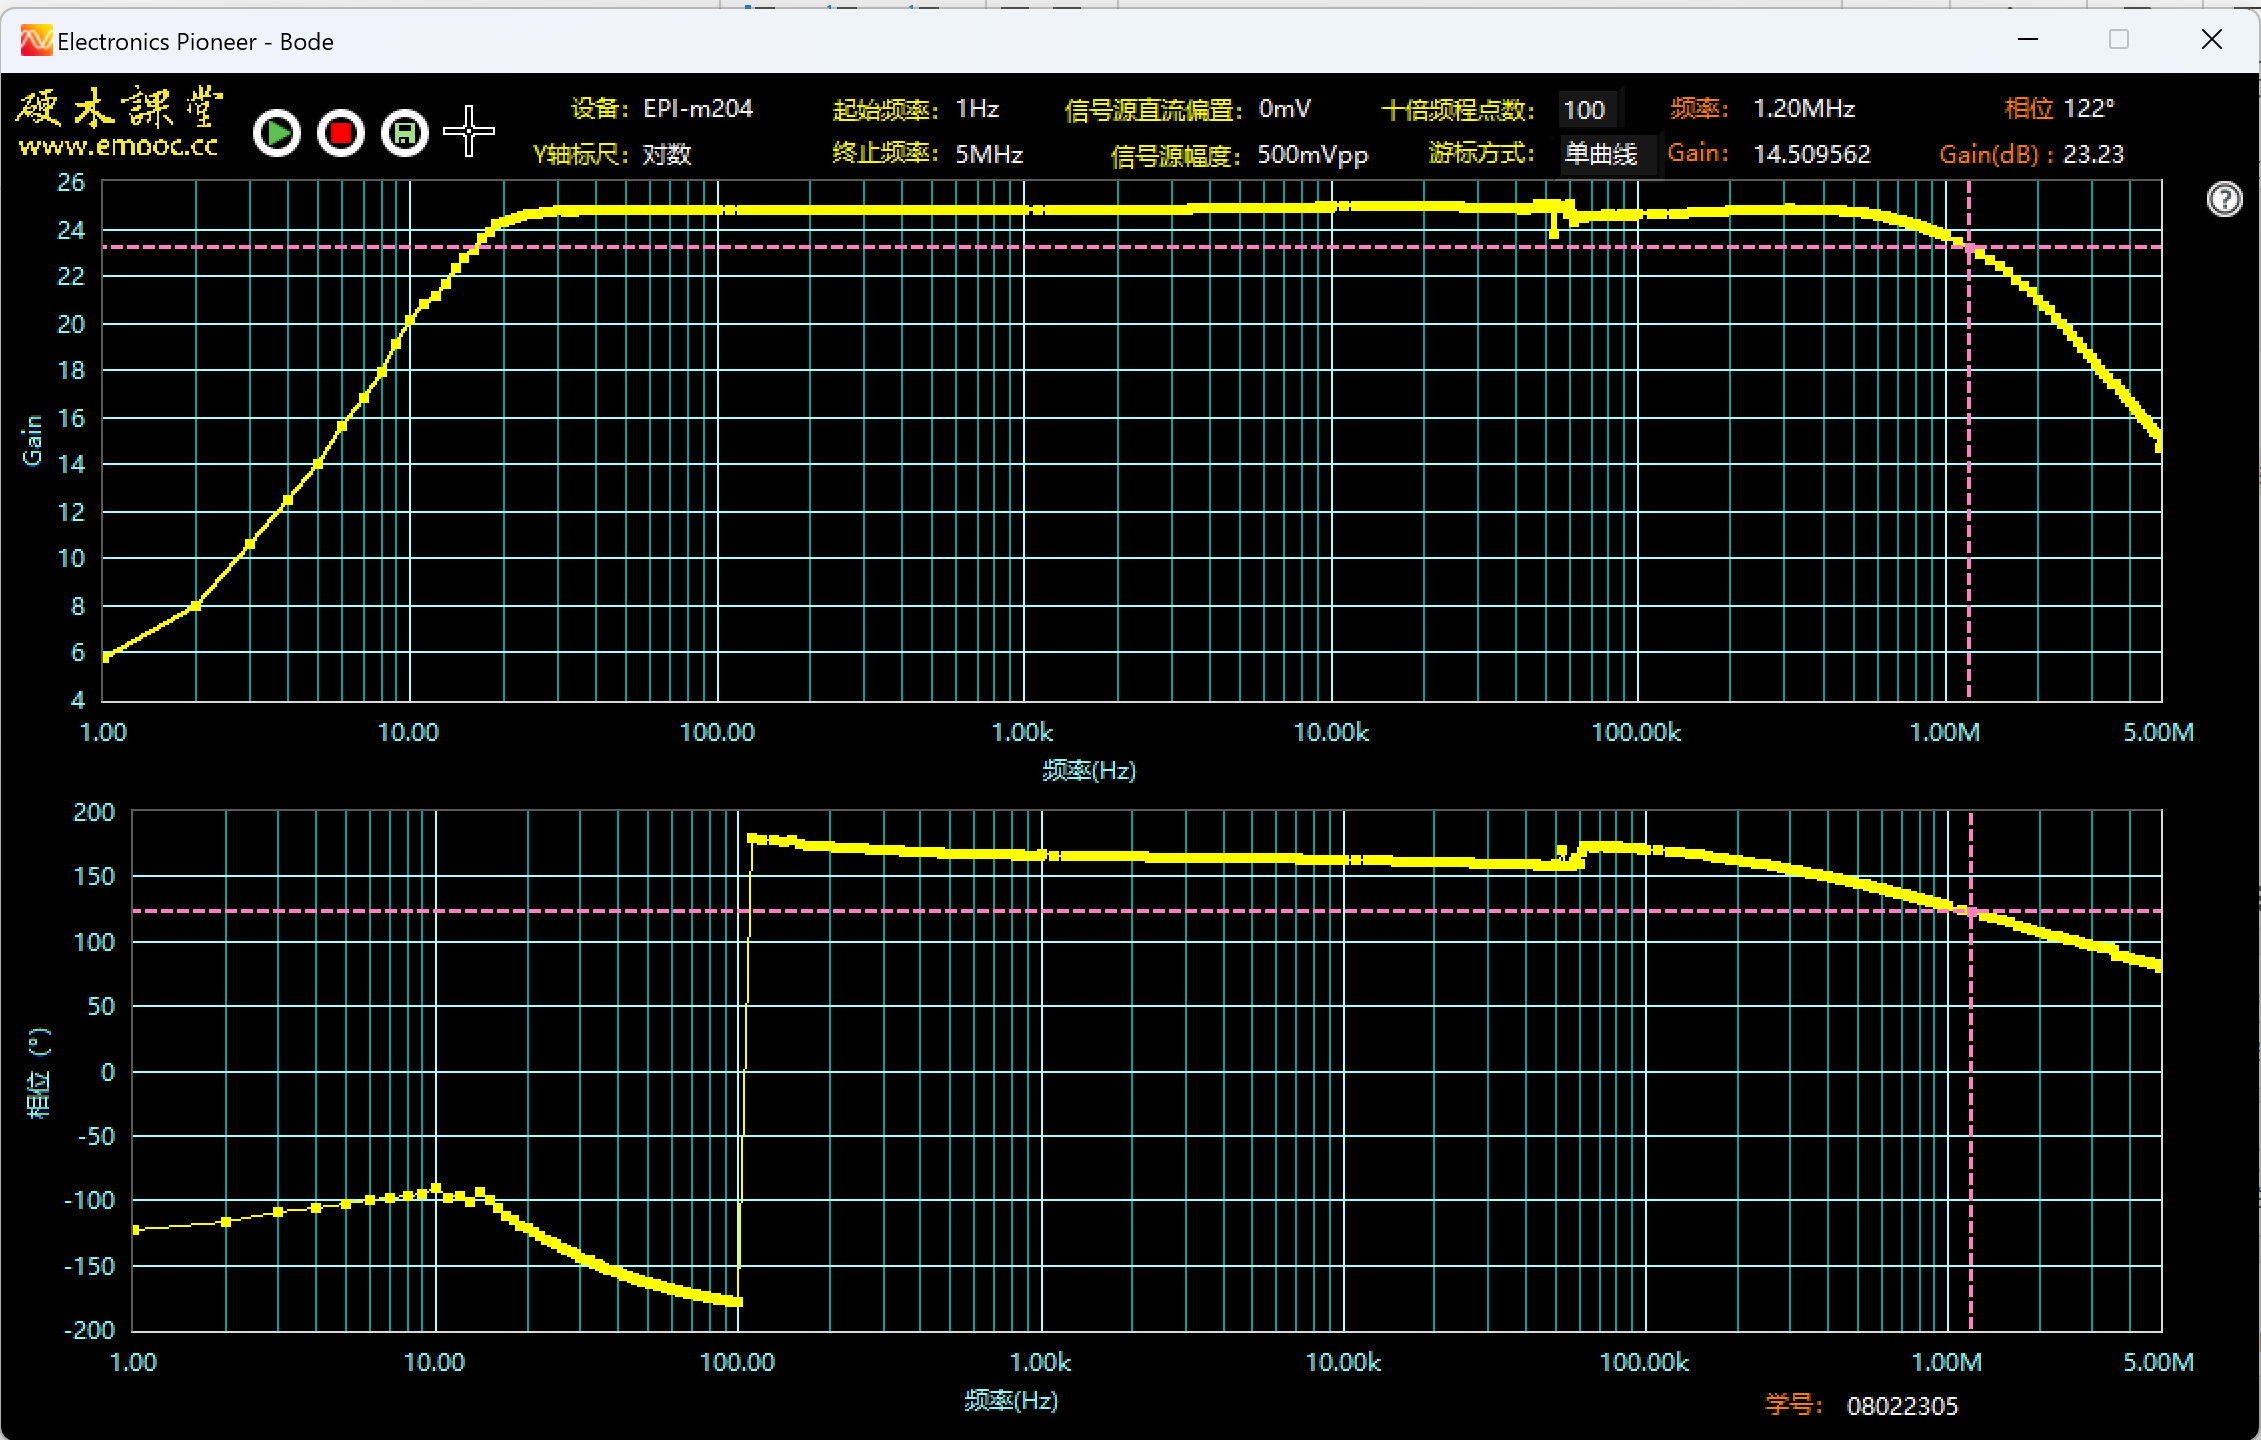 Electronics Pioneer - Bode
硬木課堂
www.emooc.cc
设备： EPI-m204 起始频率： 1Hz 信号源直流偏置： 0mV 十倍频程点数： 100 频率： 1.20MHz 相位 122°
Y轴标尺： 对数 终止频率： 5MHz 信号源幅度： 500mVpp 游标方式： 单曲线 Gain： 14.509562 Gain(dB)： 23.23
26
24
22
20
18
16
14
12
10
8
6
4
Gain
1.00 10.00 100.00 1.00k 10.00k 100.00k 1.00M 5.00M
频率(Hz)
200
150
100
50
0
-50
-100
-150
-200
相位 (°)
1.00 10.00 100.00 1.00k 10.00k 100.00k 1.00M 5.00M
频率(Hz)
学号： 08022305
?